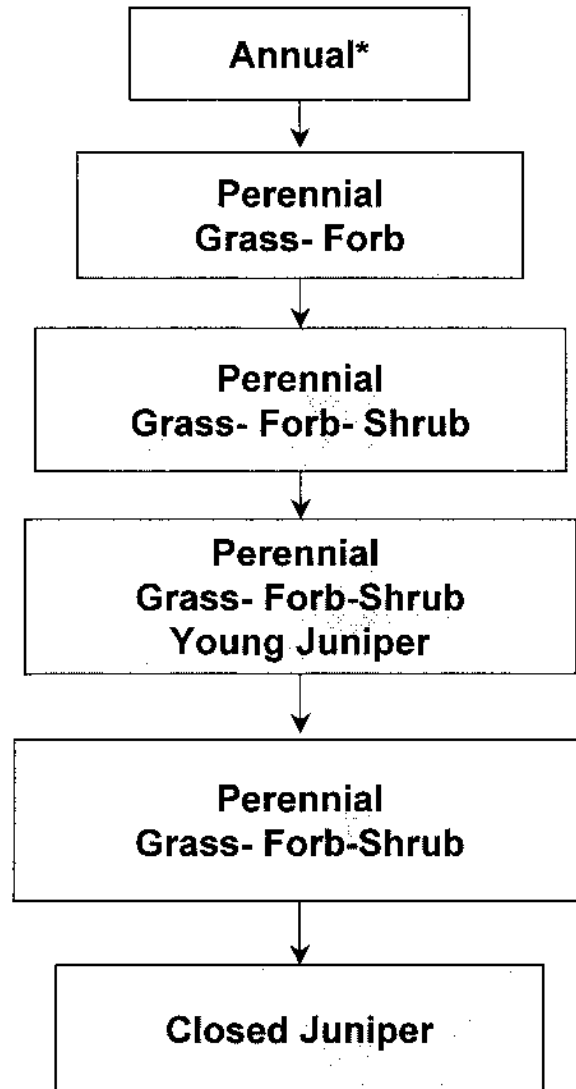 Annual*
Perennial
Grass- Forb
Perennial
Grass- Forb- Shrub
Perennial
Grass- Forb-Shrub
Young Juniper
Perennial
Grass- Forb-Shrub
Closed Juniper